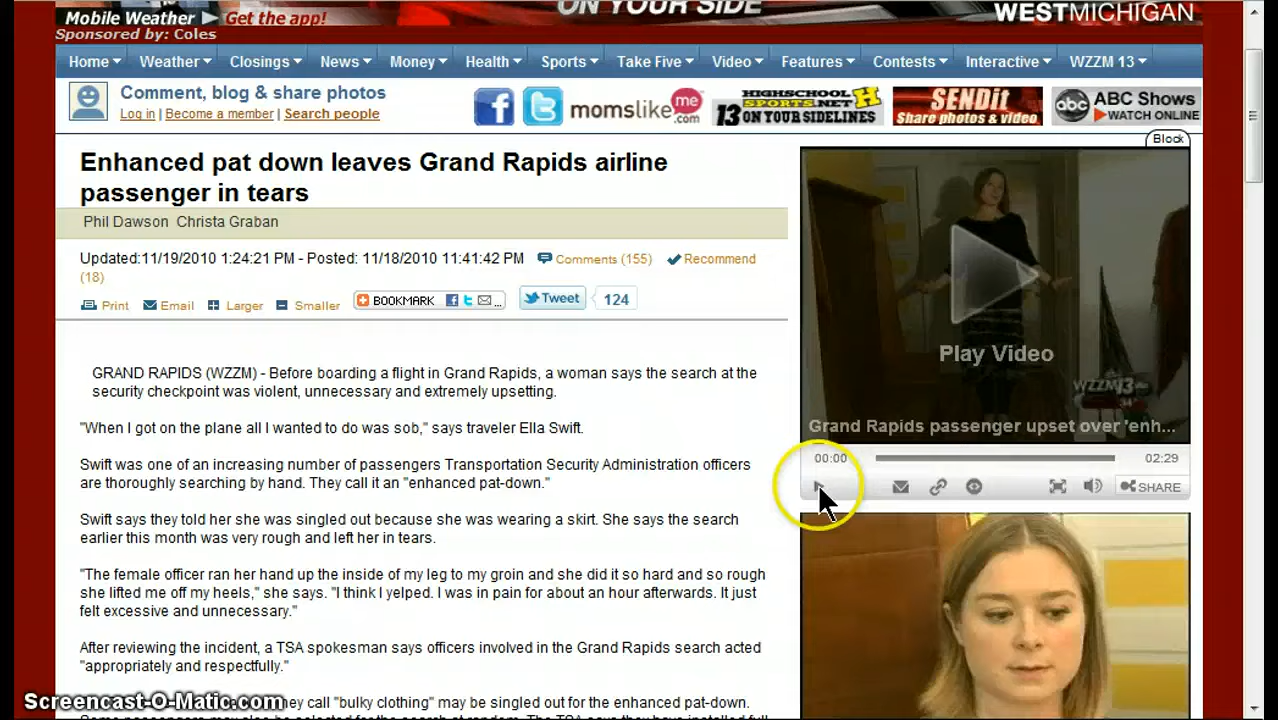 Mobile Weather Get the app!
ON YOUR SIDE
WESTMICHIGAN
Sponsored by: Coles
Home Weather Closings News Money Health Sports Take Five Video Features Contests Interactive WZZM 13
Comment, blog & share photos
Log in | Become a member | Search people
f t momslike me .com
13 HIGHSCHOOL SPORTS.NET H ON YOUR SIDELINES
SENDit Share photos & video
abc ABC Shows WATCH ONLINE
Block
Enhanced pat down leaves Grand Rapids airline
passenger in tears
Phil Dawson Christa Graban
Updated:11/19/2010 1:24:21 PM - Posted: 11/18/2010 11:41:42 PM Comments (155) Recommend
(18)
Print Email Larger Smaller BOOKMARK Tweet 124
GRAND RAPIDS (WZZM) - Before boarding a flight in Grand Rapids, a woman says the search at the
security checkpoint was violent, unnecessary and extremely upsetting.
"When I got on the plane all I wanted to do was sob," says traveler Ella Swift.
Swift was one of an increasing number of passengers Transportation Security Administration officers
are thoroughly searching by hand. They call it an "enhanced pat-down."
Swift says they told her she was singled out because she was wearing a skirt. She says the search
earlier this month was very rough and left her in tears.
"The female officer ran her hand up the inside of my leg to my groin and she did it so hard and so rough
she lifted me off my heels," she says. "I think I yelped. I was in pain for about an hour afterwards. It just
felt excessive and unnecessary."
After reviewing the incident, a TSA spokesman says officers involved in the Grand Rapids search acted
"appropriately and respectfully."
they call "bulky clothing" may be singled out for the enhanced pat-down.
Play Video
WZZM13
Grand Rapids passenger upset over 'enh...
00:00 02:29
SHARE
Screencast-O-Matic.com